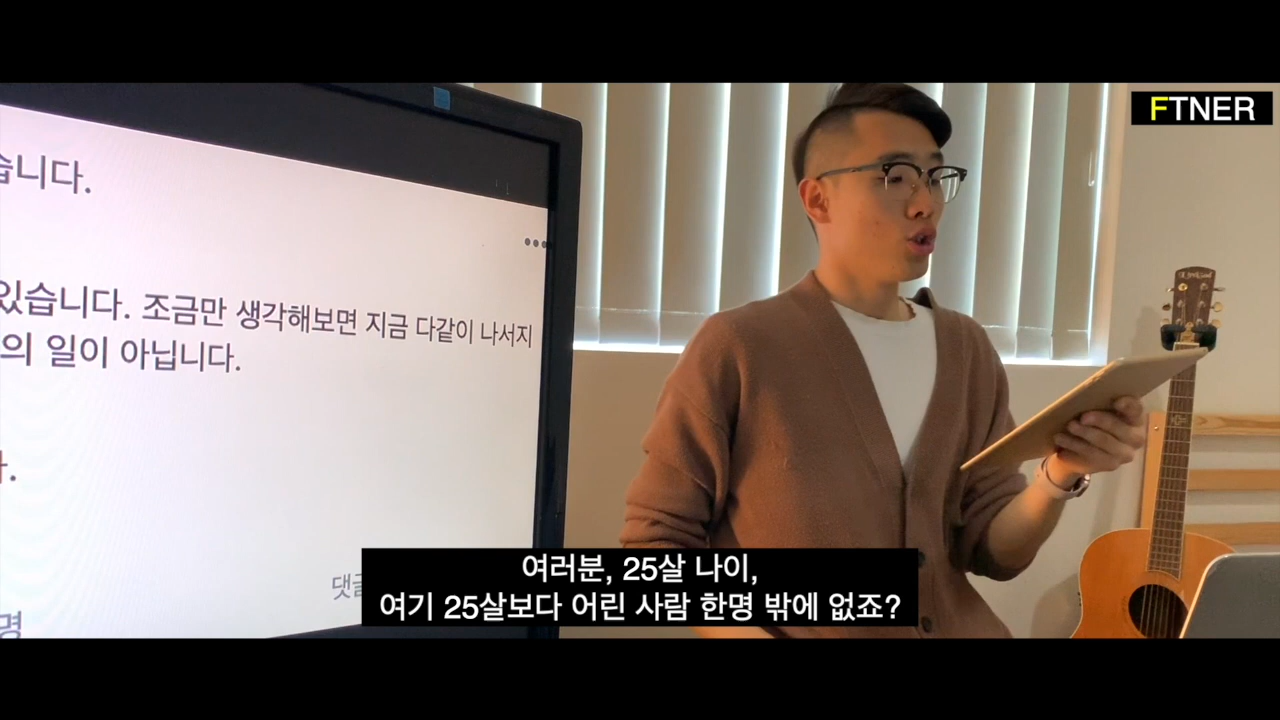 FTNER
습니다.
있습니다. 조금만 생각해보면 지금 다같이 나서지
의 일이 아닙니다.
명
여러분, 25살 나이,
여기 25살보다 어린 사람 한명 밖에 없죠?